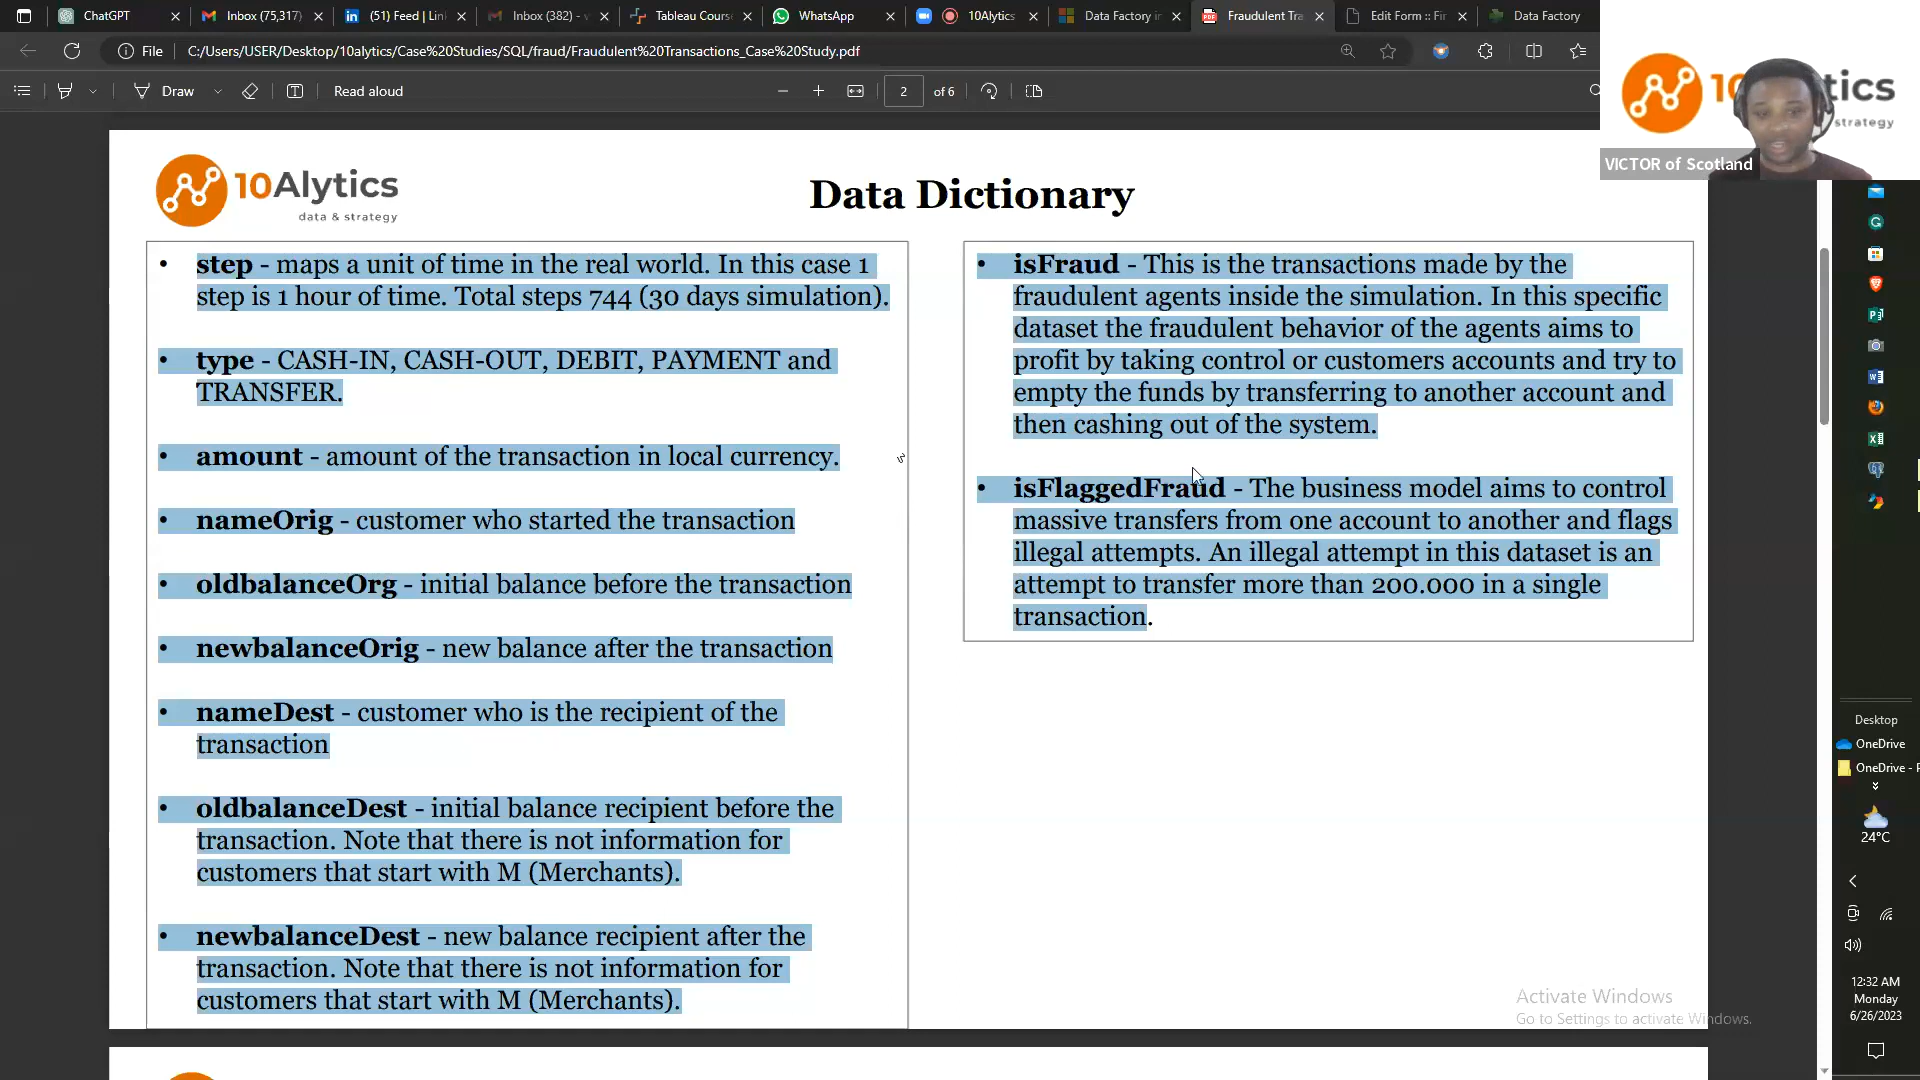 ChatGPT
Inbox (75,317)
(51) Feed | Lin
Inbox (382) - v
Tableau Cours
WhatsApp
10Alytics
Data Factory in
Fraudulent Tra
Edit Form :: Fir
Data Factory
File
C:/Users/USER/Desktop/10alytics/Case%20Studies/SQL/fraud/Fraudulent%20Transactions_Case%20Study.pdf
Draw
Read aloud
2
of 6
tics
strategy
VICTOR of Scotland
10Alytics
data & strategy
Data Dictionary
• step - maps a unit of time in the real world. In this case 1
step is 1 hour of time. Total steps 744 (30 days simulation).
• type - CASH-IN, CASH-OUT, DEBIT, PAYMENT and
TRANSFER.
• amount - amount of the transaction in local currency.
• nameOrig - customer who started the transaction
• oldbalanceOrg - initial balance before the transaction
• newbalanceOrig - new balance after the transaction
• nameDest - customer who is the recipient of the
transaction
• oldbalanceDest - initial balance recipient before the
transaction. Note that there is not information for
customers that start with M (Merchants).
• newbalanceDest - new balance recipient after the
transaction. Note that there is not information for
customers that start with M (Merchants).
• isFraud - This is the transactions made by the
fraudulent agents inside the simulation. In this specific
dataset the fraudulent behavior of the agents aims to
profit by taking control or customers accounts and try to
empty the funds by transferring to another account and
then cashing out of the system.
• isFlaggedFraud - The business model aims to control
massive transfers from one account to another and flags
illegal attempts. An illegal attempt in this dataset is an
attempt to transfer more than 200.000 in a single
transaction.
Desktop
OneDrive
OneDrive - P
24°C
12:32 AM
Monday
6/26/2023
Activate Windows
Go to Settings to activate Windows.